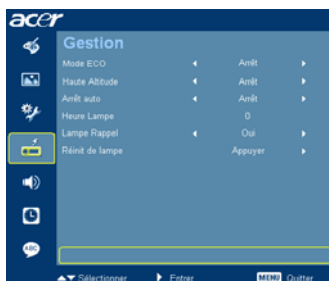 acer
Gestion
Mode ECO Arrêt
Haute Altitude Arrêt
Arrêt auto Arrêt
Heure Lampe 0
Lampe Rappel Oui
Réinit de lampe Appuyer
ABC
Sélectionner Entrer MENU Quitter